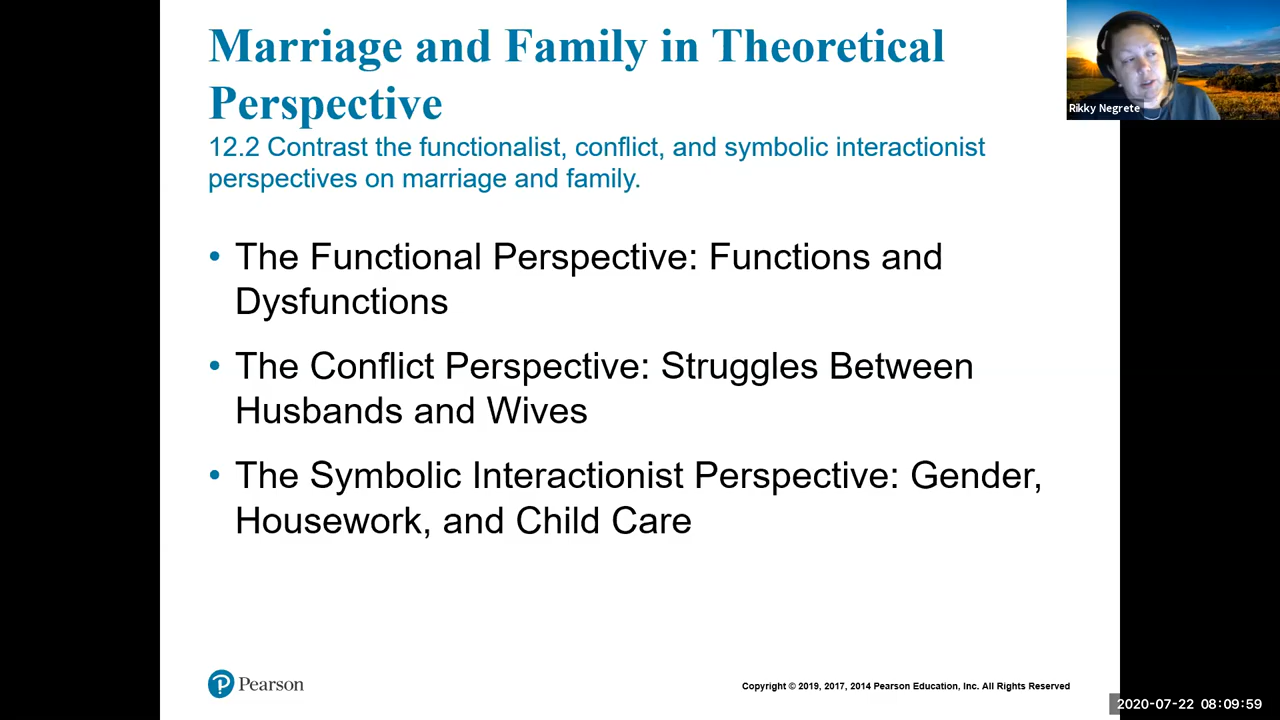 Marriage and Family in Theoretical
Perspective
12.2 Contrast the functionalist, conflict, and symbolic interactionist
perspectives on marriage and family.
• The Functional Perspective: Functions and
Dysfunctions
• The Conflict Perspective: Struggles Between
Husbands and Wives
• The Symbolic Interactionist Perspective: Gender,
Housework, and Child Care
Rikky Negrete
P Pearson
Copyright © 2019, 2017, 2014 Pearson Education, Inc. All Rights Reserved
2020-07-22 08:09:59